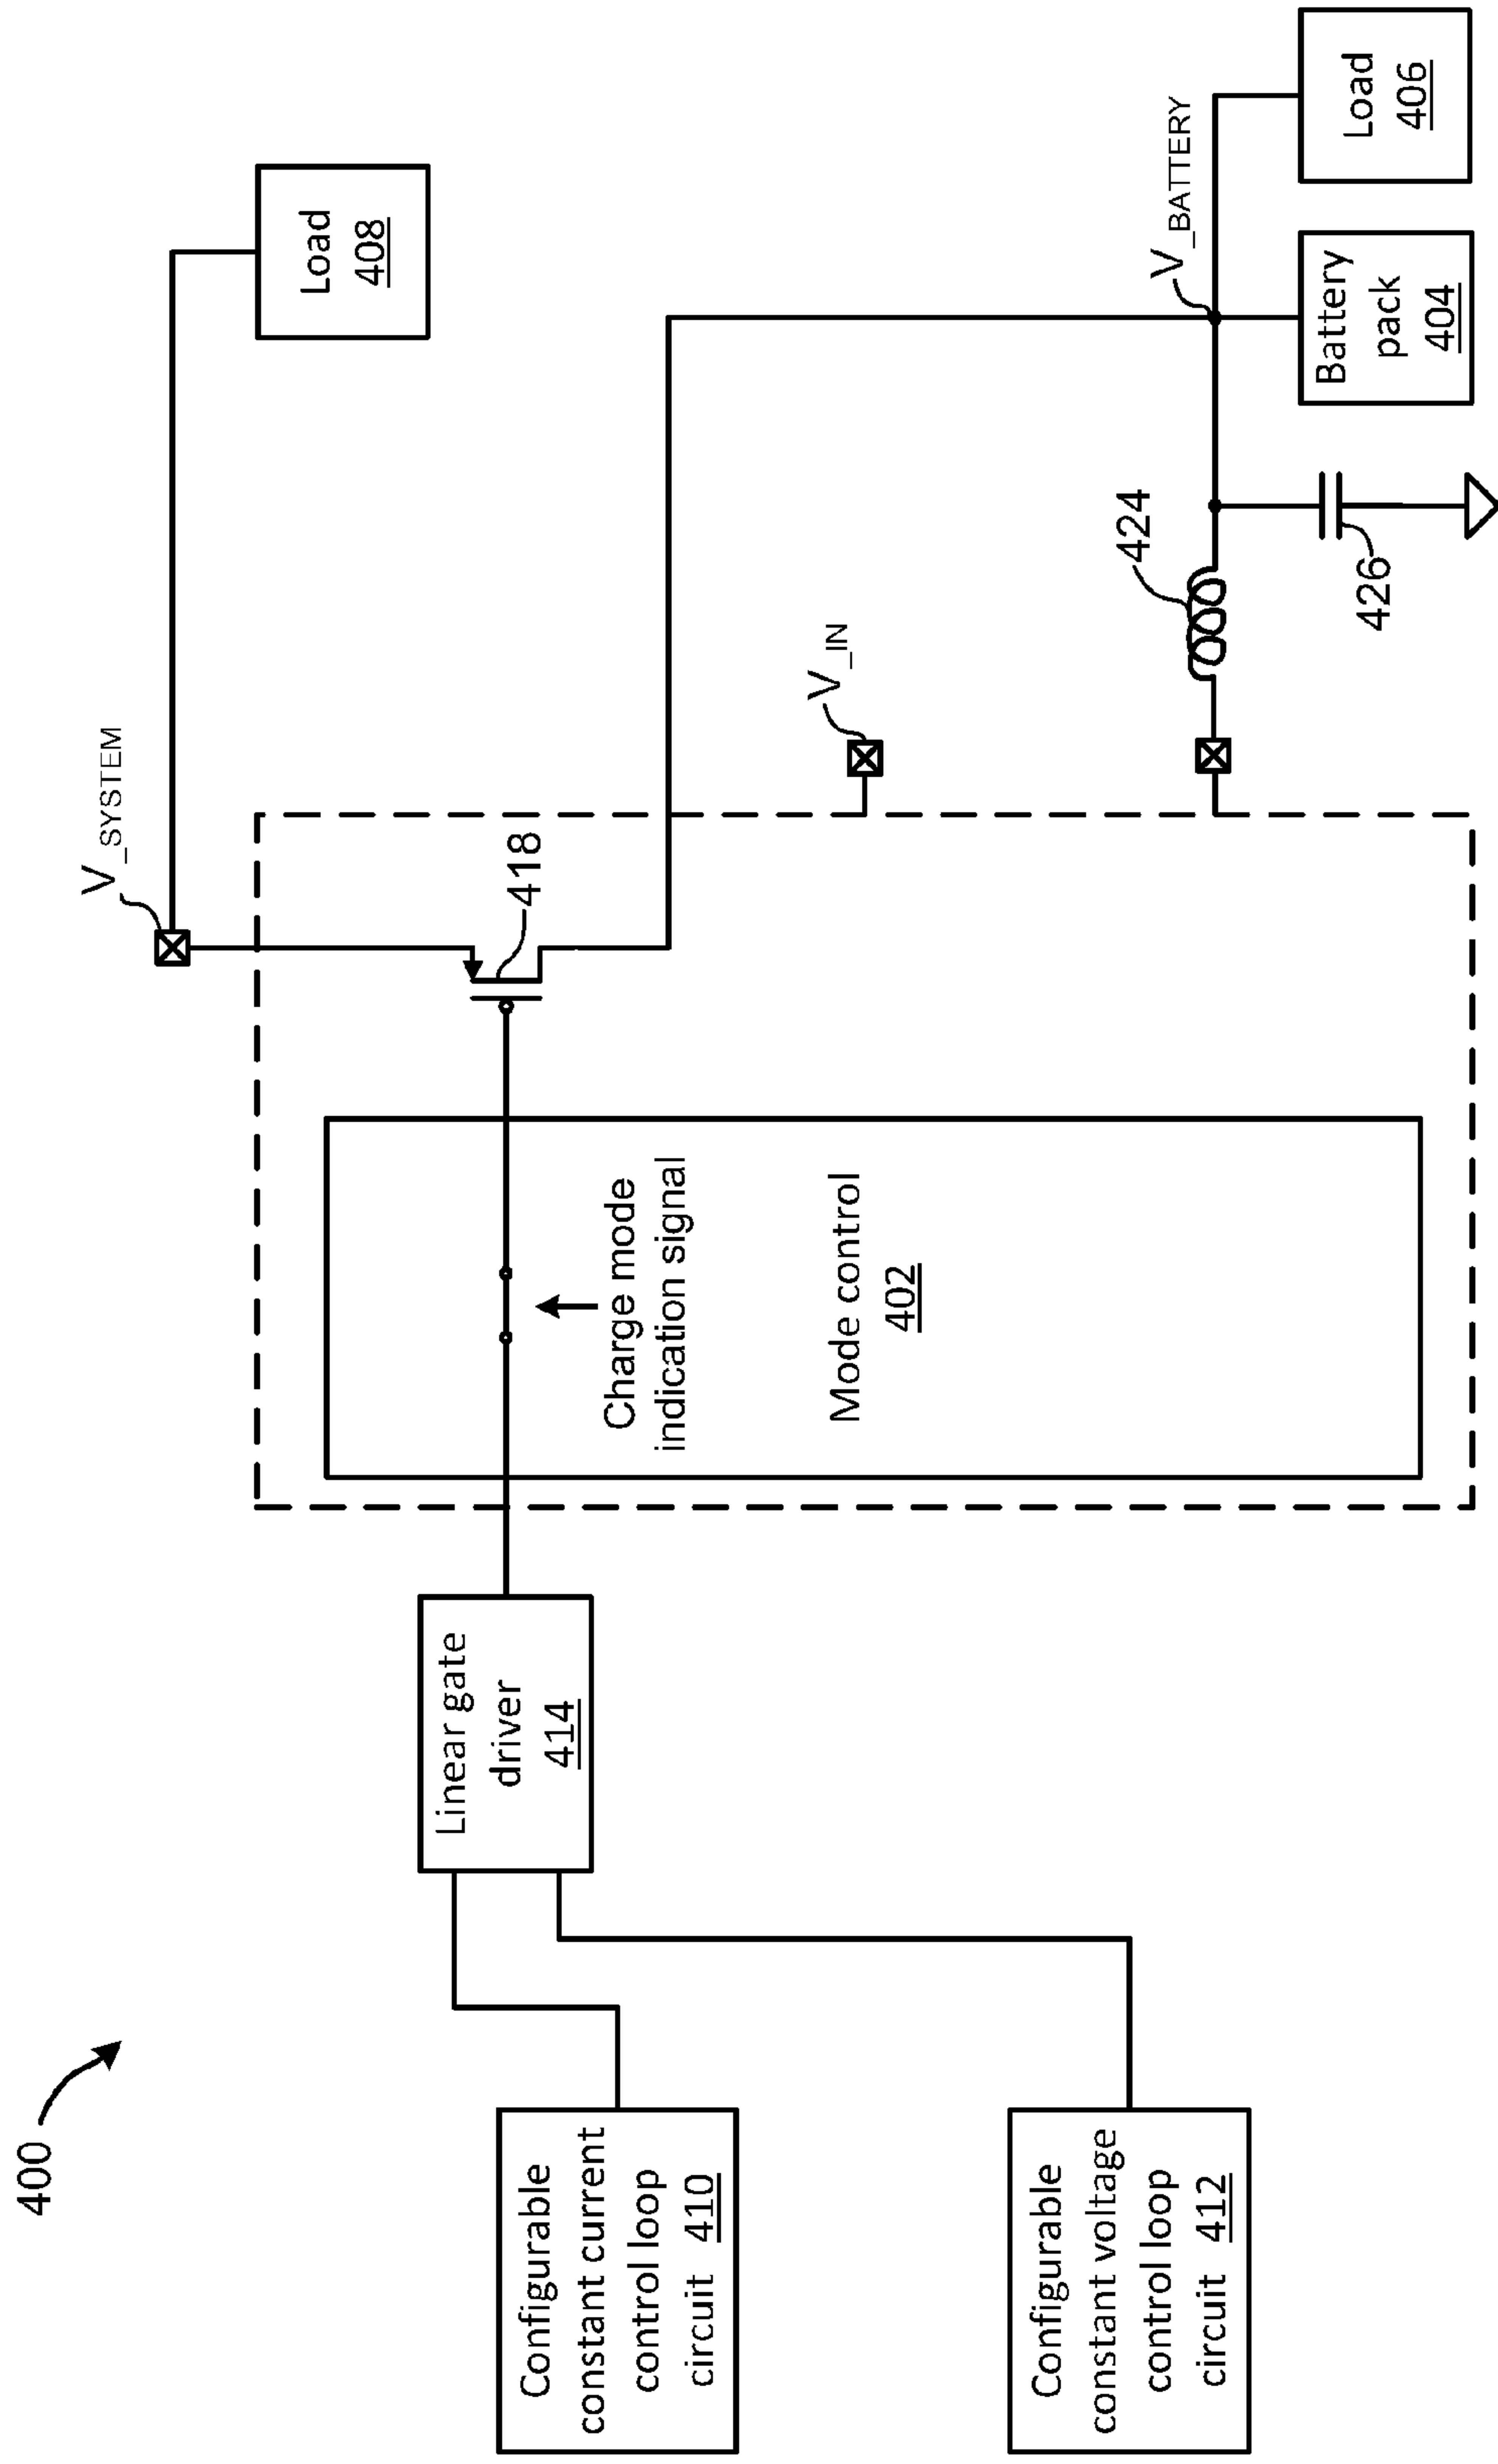 400
Configurable
constant current
control loop
circuit 410
Configurable
constant voltage
control loop
circuit 412
Linear gate
driver
414
Charge mode
indication signal
Mode control
402
V_SYSTEM
418
V_IN
424
426
V_BATTERY
Load
408
Battery
pack
404
Load
406